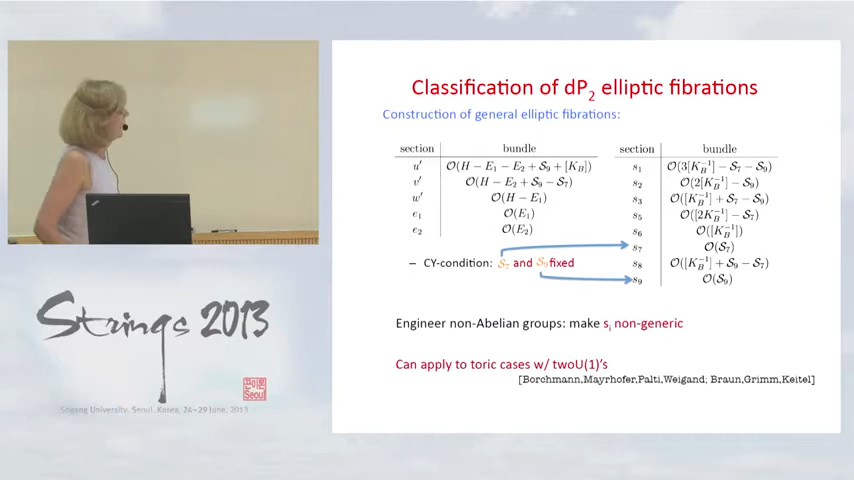 Classification of dP2 elliptic fibrations
Construction of general elliptic fibrations:
section bundle
u′ O(H − E1 − E2 + S9 + [KB])
v′ O(H − E2 + S9 − S7)
w′ O(H − E1)
e1 O(E1)
e2 O(E2)
section bundle
s1 O(3[KB^−1] − S7 − S9)
s2 O(2[KB^−1] − S9)
s3 O([KB^−1] + S7 − S9)
s5 O([2KB^−1] − S7)
s6 O([KB^−1])
s7 O(S7)
s8 O([KB^−1] + S9 − S7)
s9 O(S9)
– CY-condition: S7 and S9 fixed
Engineer non-Abelian groups: make si non-generic
Can apply to toric cases w/ twoU(1)'s
[Borchmann,Mayrhofer,Palti,Weigand; Braun,Grimm,Keitel]
Strings 2013
Seoul
Sogang University, Seoul, Korea, 24-29 June, 2013